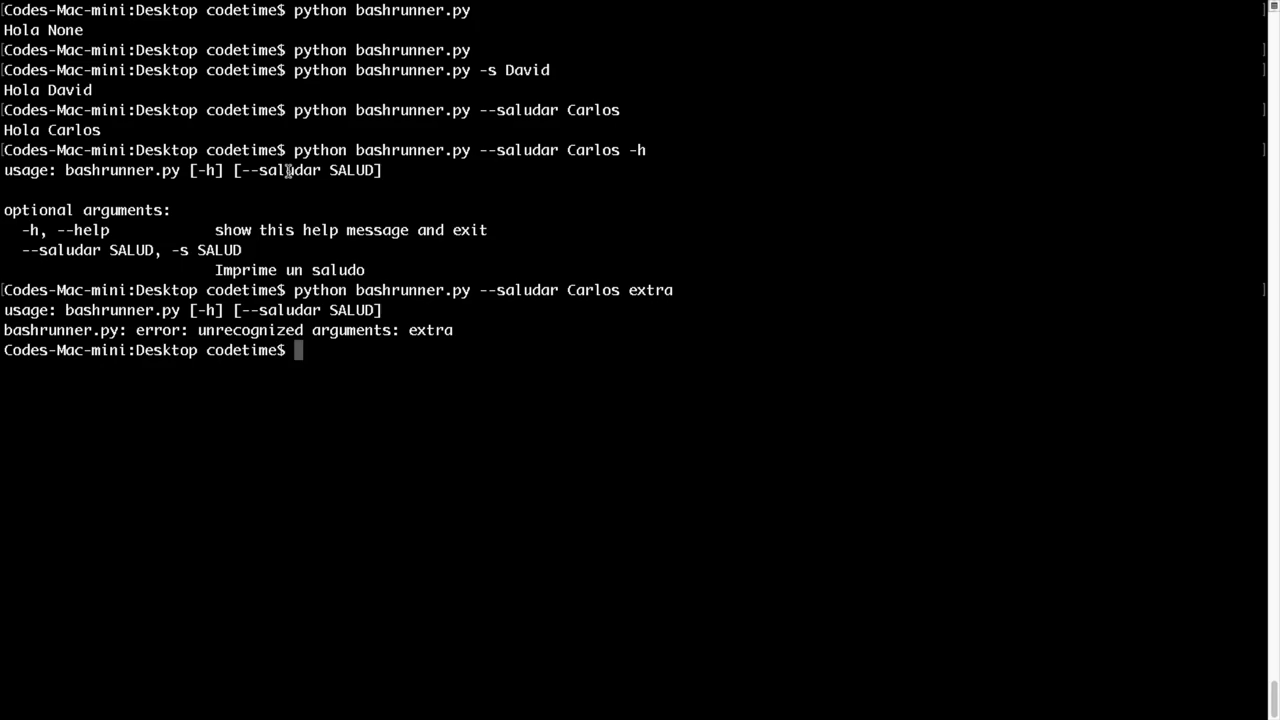 [Codes-Mac-mini:Desktop codetime$ python bashrunner.py ]
Hola None
[Codes-Mac-mini:Desktop codetime$ python bashrunner.py ]
[Codes-Mac-mini:Desktop codetime$ python bashrunner.py -s David ]
Hola David
[Codes-Mac-mini:Desktop codetime$ python bashrunner.py --saludar Carlos ]
Hola Carlos
[Codes-Mac-mini:Desktop codetime$ python bashrunner.py --saludar Carlos -h ]
usage: bashrunner.py [-h] [--saludar SALUD]
optional arguments:
-h, --help show this help message and exit
--saludar SALUD, -s SALUD
Imprime un saludo
[Codes-Mac-mini:Desktop codetime$ python bashrunner.py --saludar Carlos extra ]
usage: bashrunner.py [-h] [--saludar SALUD]
bashrunner.py: error: unrecognized arguments: extra
Codes-Mac-mini:Desktop codetime$